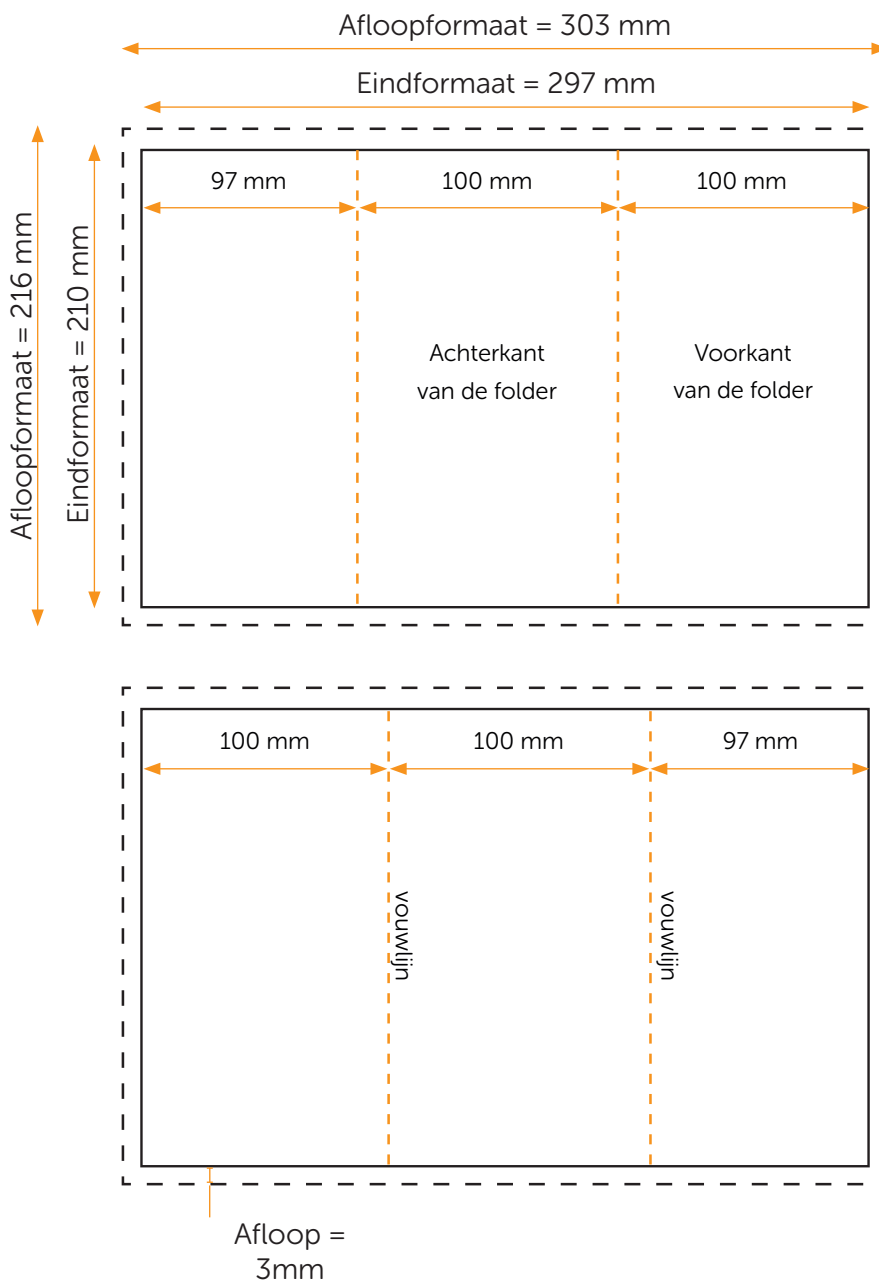 Afloopformaat = 303 mm
Eindformaat = 297 mm
Afloopformaat = 216 mm
Eindformaat = 210 mm
97 mm
100 mm
100 mm
Achterkant
van de folder
Voorkant
van de folder
100 mm
100 mm
97 mm
vouwlijn
vouwlijn
Afloop =
3mm